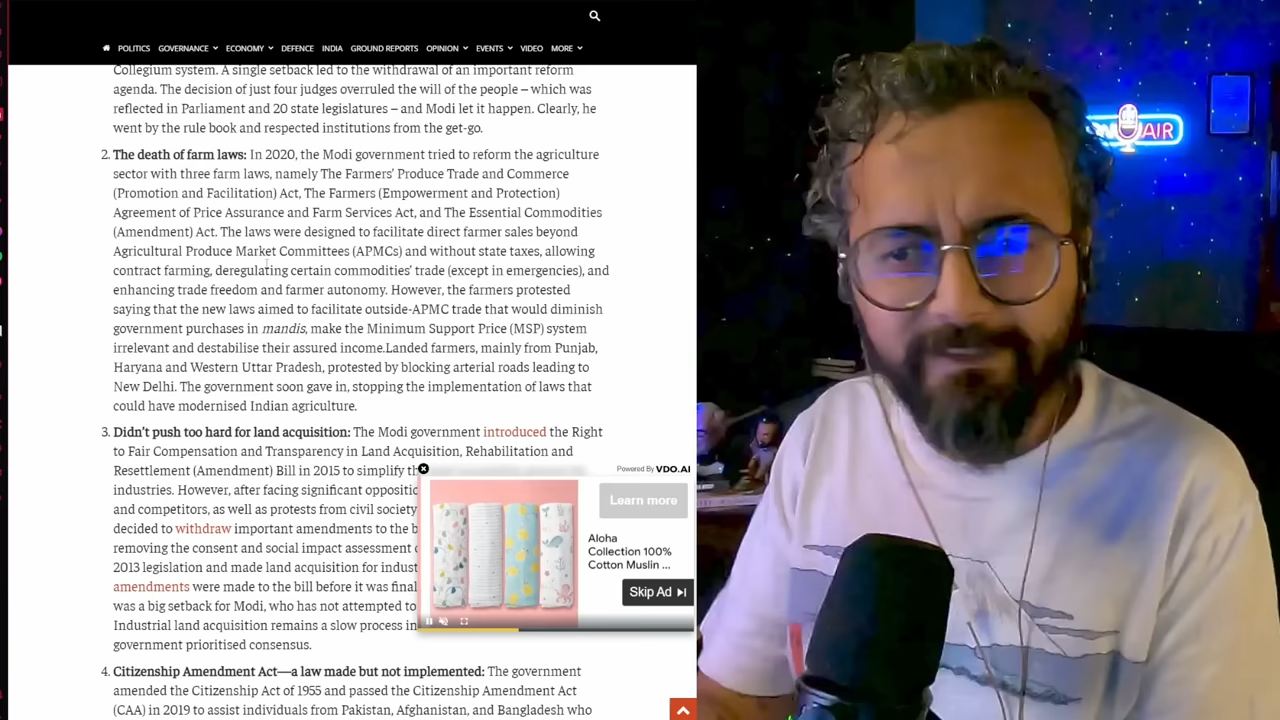 POLITICS GOVERNANCE ECONOMY DEFENCE INDIA GROUND REPORTS OPINION EVENTS VIDEO MORE
Collegium system. A single setback led to the withdrawal of an important reform
agenda. The decision of just four judges overruled the will of the people – which was
reflected in Parliament and 20 state legislatures – and Modi let it happen. Clearly, he
went by the rule book and respected institutions from the get-go.
2. The death of farm laws: In 2020, the Modi government tried to reform the agriculture
sector with three farm laws, namely The Farmers’ Produce Trade and Commerce
(Promotion and Facilitation) Act, The Farmers (Empowerment and Protection)
Agreement of Price Assurance and Farm Services Act, and The Essential Commodities
(Amendment) Act. The laws were designed to facilitate direct farmer sales beyond
Agricultural Produce Market Committees (APMCs) and without state taxes, allowing
contract farming, deregulating certain commodities’ trade (except in emergencies), and
enhancing trade freedom and farmer autonomy. However, the farmers protested
saying that the new laws aimed to facilitate outside-APMC trade that would diminish
government purchases in mandis, make the Minimum Support Price (MSP) system
irrelevant and destabilise their assured income.Landed farmers, mainly from Punjab,
Haryana and Western Uttar Pradesh, protested by blocking arterial roads leading to
New Delhi. The government soon gave in, stopping the implementation of laws that
could have modernised Indian agriculture.
3. Didn’t push too hard for land acquisition: The Modi government introduced the Right
to Fair Compensation and Transparency in Land Acquisition, Rehabilitation and
Resettlement (Amendment) Bill in 2015 to simplify
industries. However, after facing significant
and competitors, as well as protests from civil society
decided to withdraw important amendments to the
removing the consent and social impact assessment
2013 legislation and made land acquisition for
amendments were made to the bill before it was
was a big setback for Modi, who has not attempted to
Industrial land acquisition remains a slow process in
government prioritised consensus.
4. Citizenship Amendment Act—a law made but not implemented: The government
amended the Citizenship Act of 1955 and passed the Citizenship Amendment Act
(CAA) in 2019 to assist individuals from Pakistan, Afghanistan, and Bangladesh who
Powered By VDO.AI
Learn more
Aloha
Collection 100%
Cotton Muslin ...
Skip Ad
ON AIR